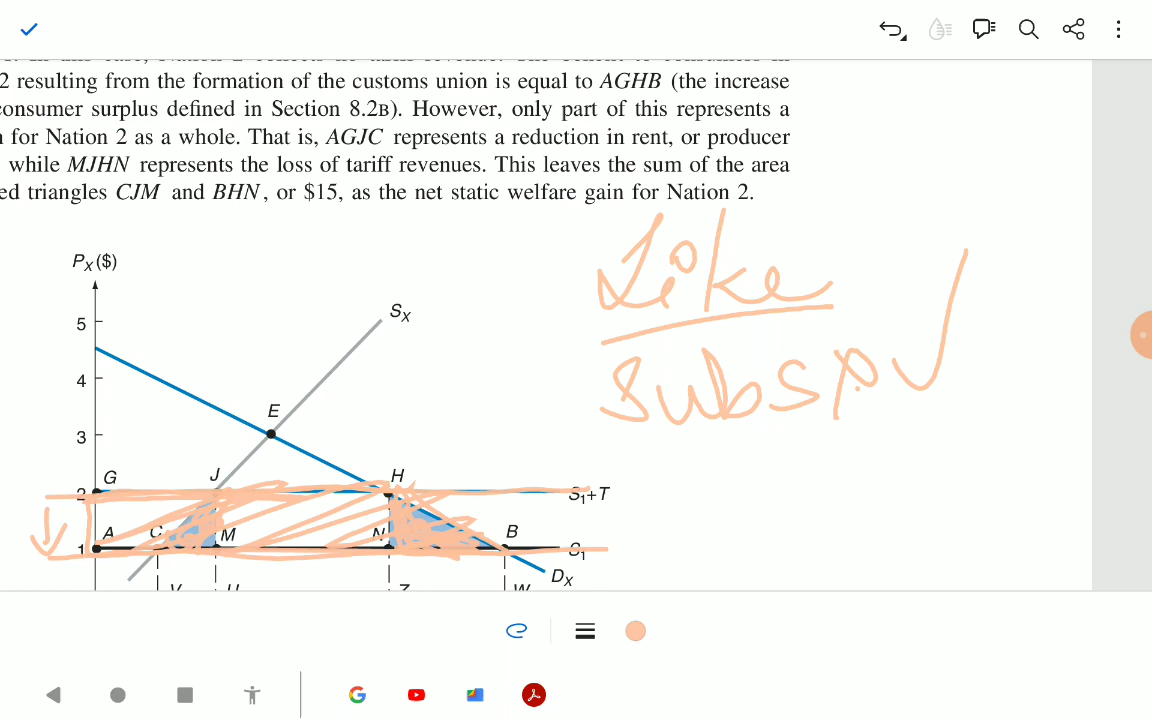 2 resulting from the formation of the customs union is equal to AGHB (the increase
consumer surplus defined in Section 8.2B). However, only part of this represents a
for Nation 2 as a whole. That is, AGJC represents a reduction in rent, or producer
while MJHN represents the loss of tariff revenues. This leaves the sum of the area
ed triangles CJM and BHN, or $15, as the net static welfare gain for Nation 2.
Like
PX ($)
SX
5
4
E
3
G
J
H
2
S1+T
A
C
M
N
B
1
S1
DX
V
U
Z
W